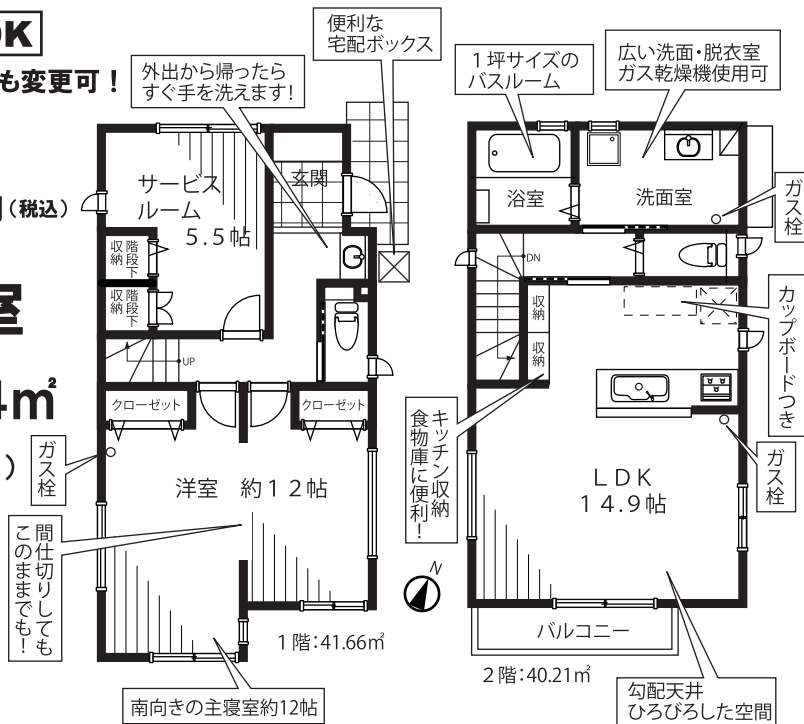 DK
も変更可！
(税込)
室
4㎡
)
外出から帰ったら
すぐ手を洗えます！
便利な
宅配ボックス
サービス
ルーム
5.5帖
玄関
階段下
収納
階段下
収納
UP
クローゼット
クローゼット
ガス栓
洋室 約12帖
間仕切りしても
このままでも！
1階：41.66㎡
南向きの主寝室約12帖
N
1坪サイズの
バスルーム
広い洗面・脱衣室
ガス乾燥機使用可
浴室
洗面室
ガス栓
DN
収納
収納
カップボードつき
キッチン収納
食物庫に便利！
ガス栓
LDK
14.9帖
バルコニー
2階：40.21㎡
勾配天井
ひろびろした空間